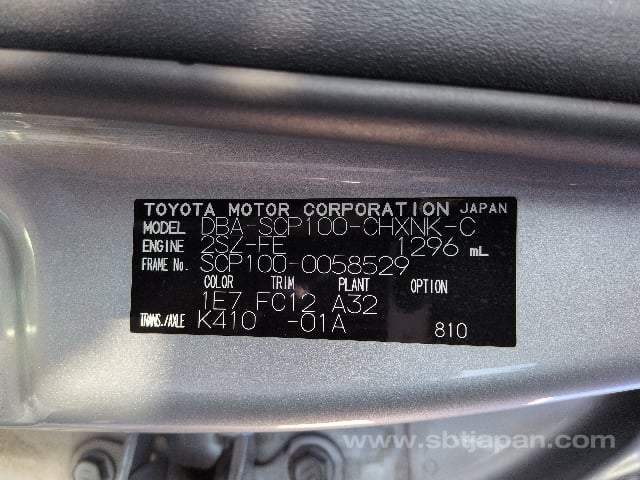 TOYOTA MOTOR CORPORATION JAPAN
MODEL DBA-SCP100-CHXNK-C
ENGINE 2SZ-FE 1296 mL
FRAME No. SCP100-0058529
COLOR TRIM PLANT OPTION
1E7 FC12 A32
TRANS./AXLE K410 -01A 810
www.sbtjapan.com